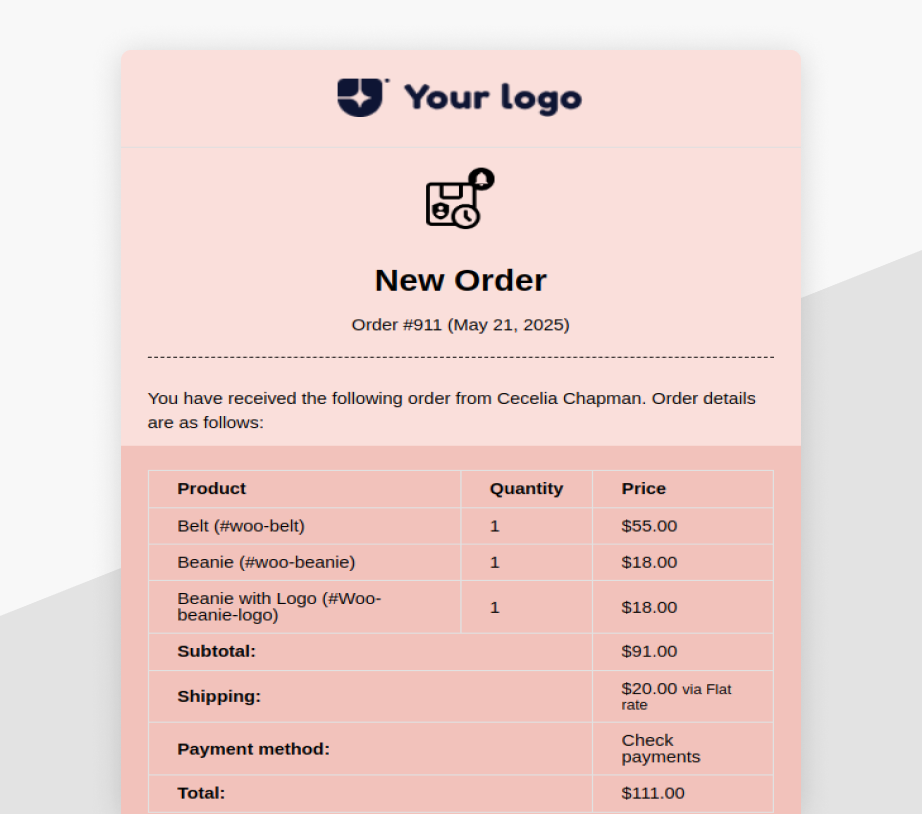 Your logo
New Order
Order #911 (May 21, 2025)
You have received the following order from Cecelia Chapman. Order details
are as follows:
Product Quantity Price
Belt (#woo-belt) 1 $55.00
Beanie (#woo-beanie) 1 $18.00
Beanie with Logo (#Woo-
beanie-logo) 1 $18.00
Subtotal: $91.00
Shipping: $20.00 via Flat
rate
Payment method: Check
payments
Total: $111.00